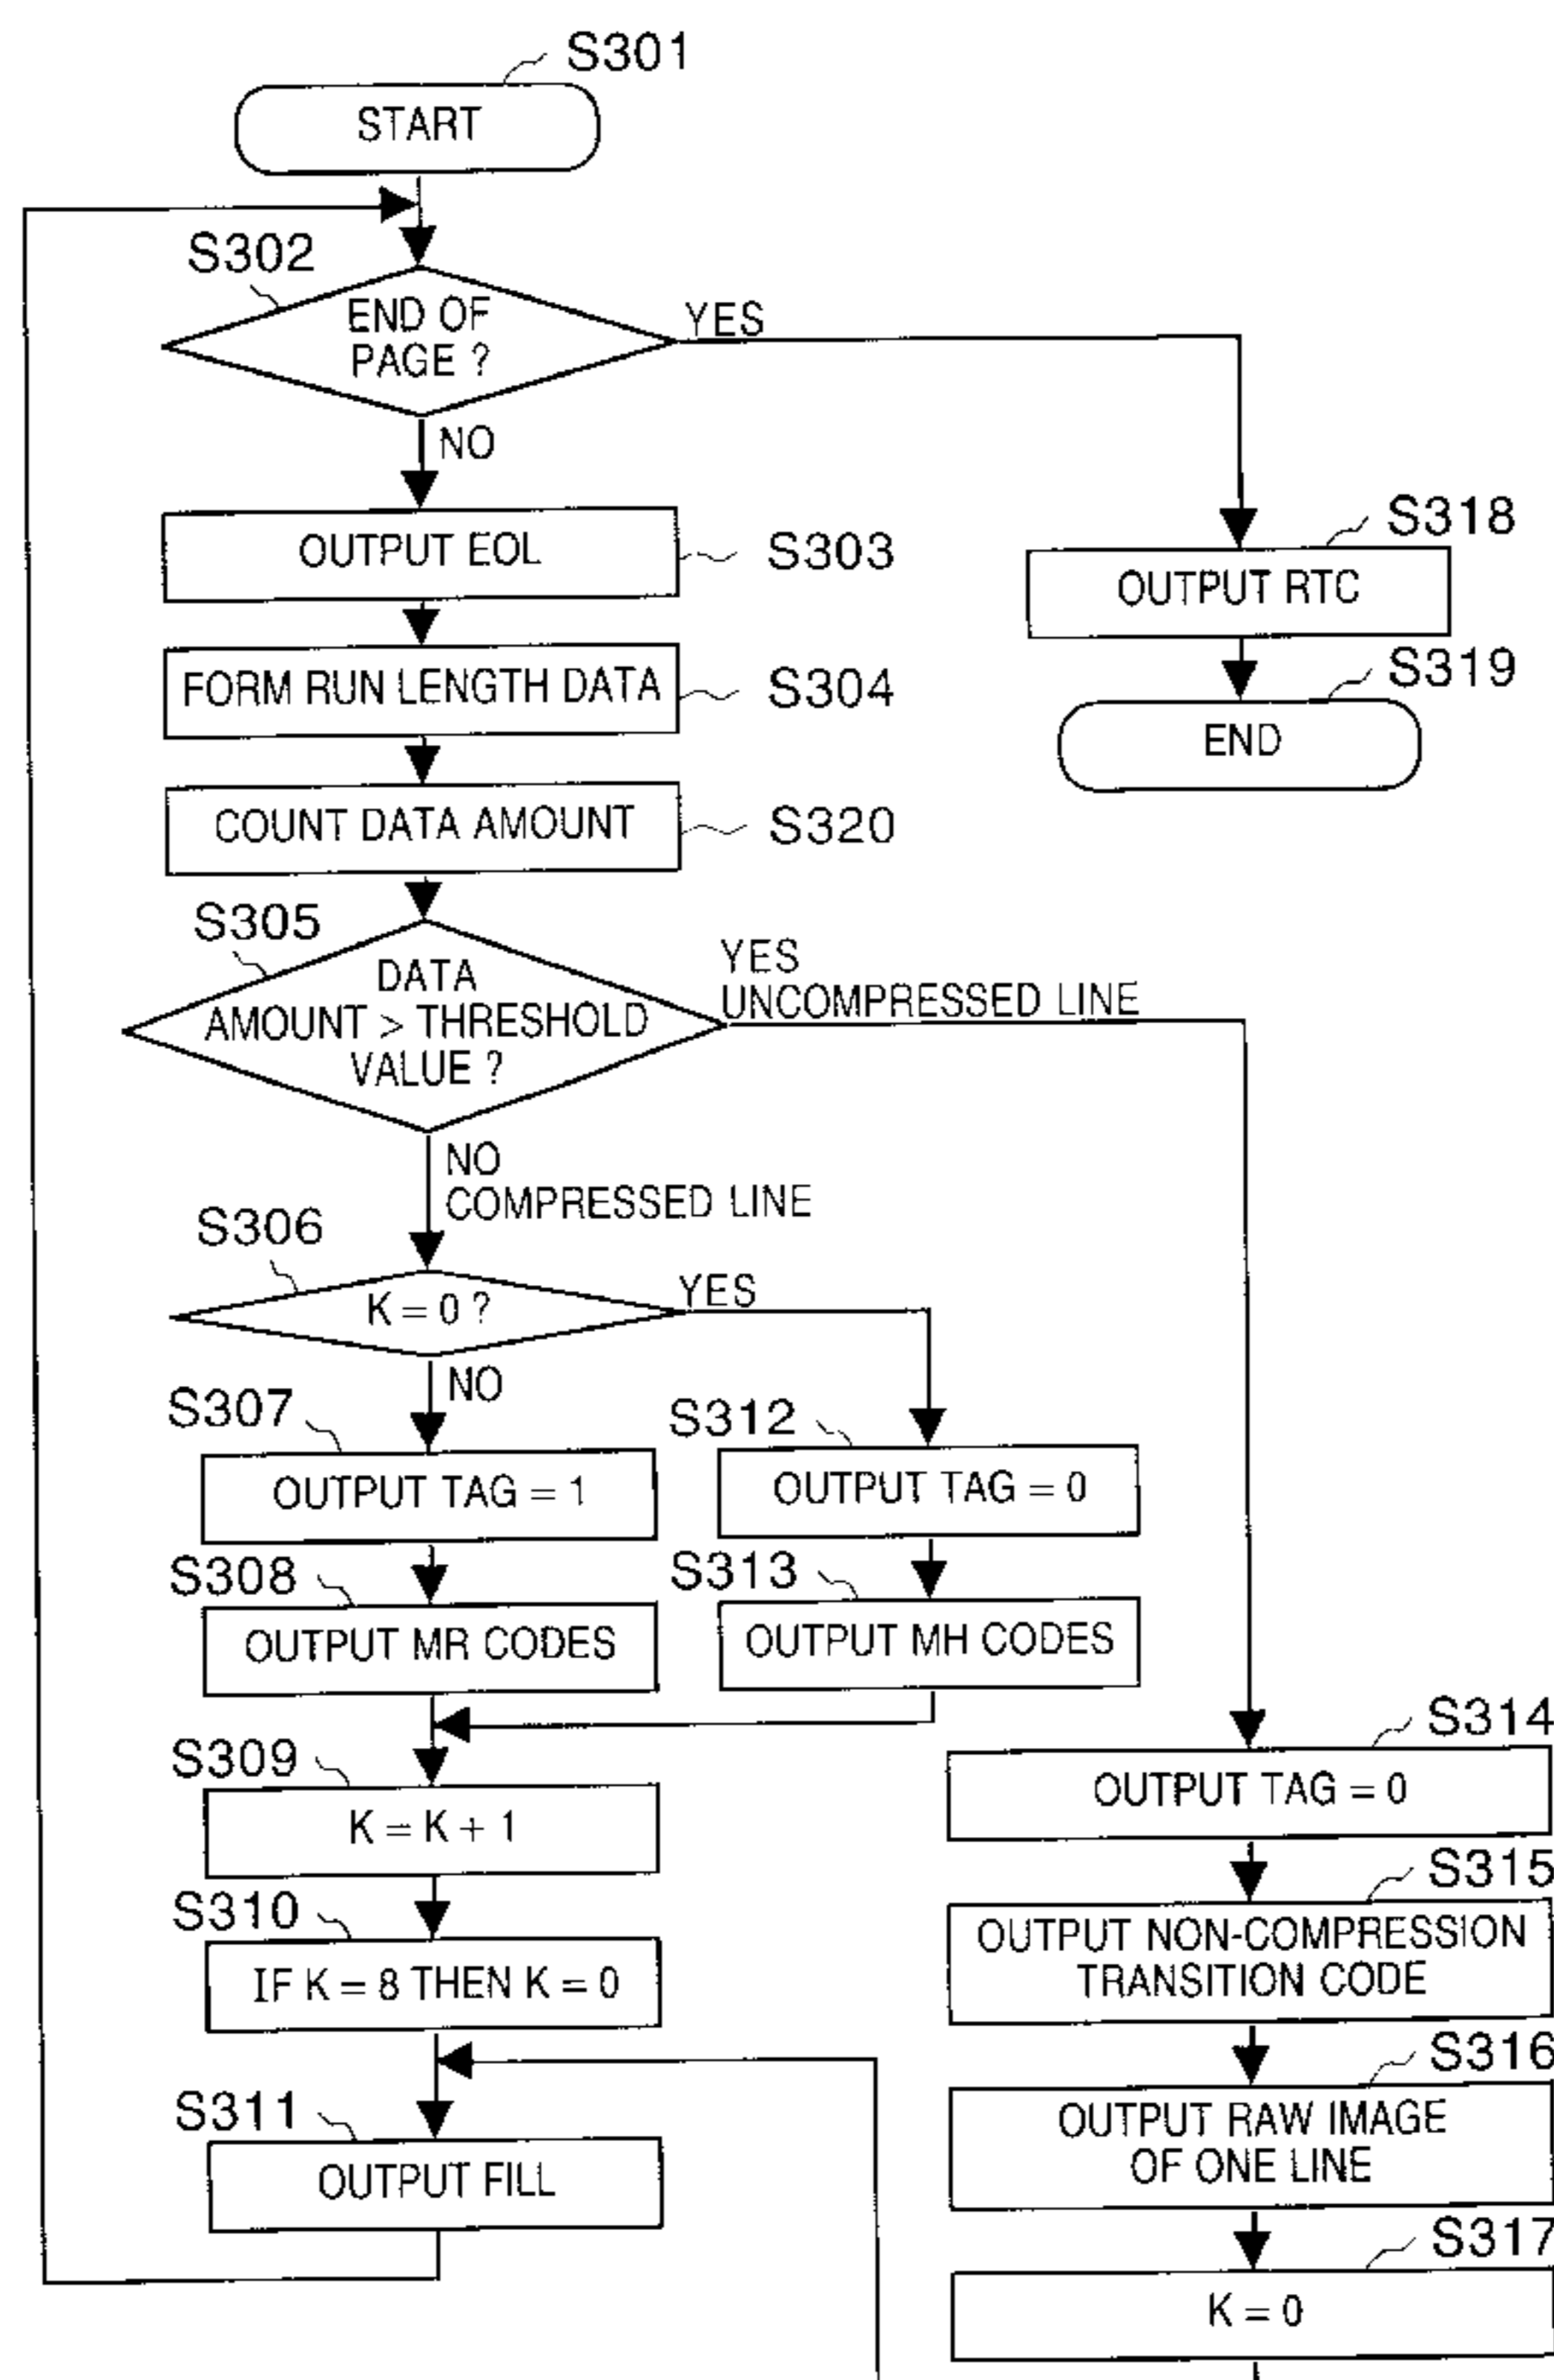 S301
START
S302
END OF
PAGE ?
YES
NO
OUTPUT EOL
S303
S318
OUTPUT RTC
FORM RUN LENGTH DATA
S304
S319
END
COUNT DATA AMOUNT
S320
S305
DATA
AMOUNT > THRESHOLD
VALUE ?
YES
UNCOMPRESSED LINE
NO
COMPRESSED LINE
S306
K = 0 ?
YES
NO
S307
OUTPUT TAG = 1
S312
OUTPUT TAG = 0
S308
OUTPUT MR CODES
S313
OUTPUT MH CODES
S309
K = K + 1
S314
OUTPUT TAG = 0
S310
IF K = 8 THEN K = 0
S315
OUTPUT NON-COMPRESSION
TRANSITION CODE
S311
OUTPUT FILL
S316
OUTPUT RAW IMAGE
OF ONE LINE
S317
K = 0